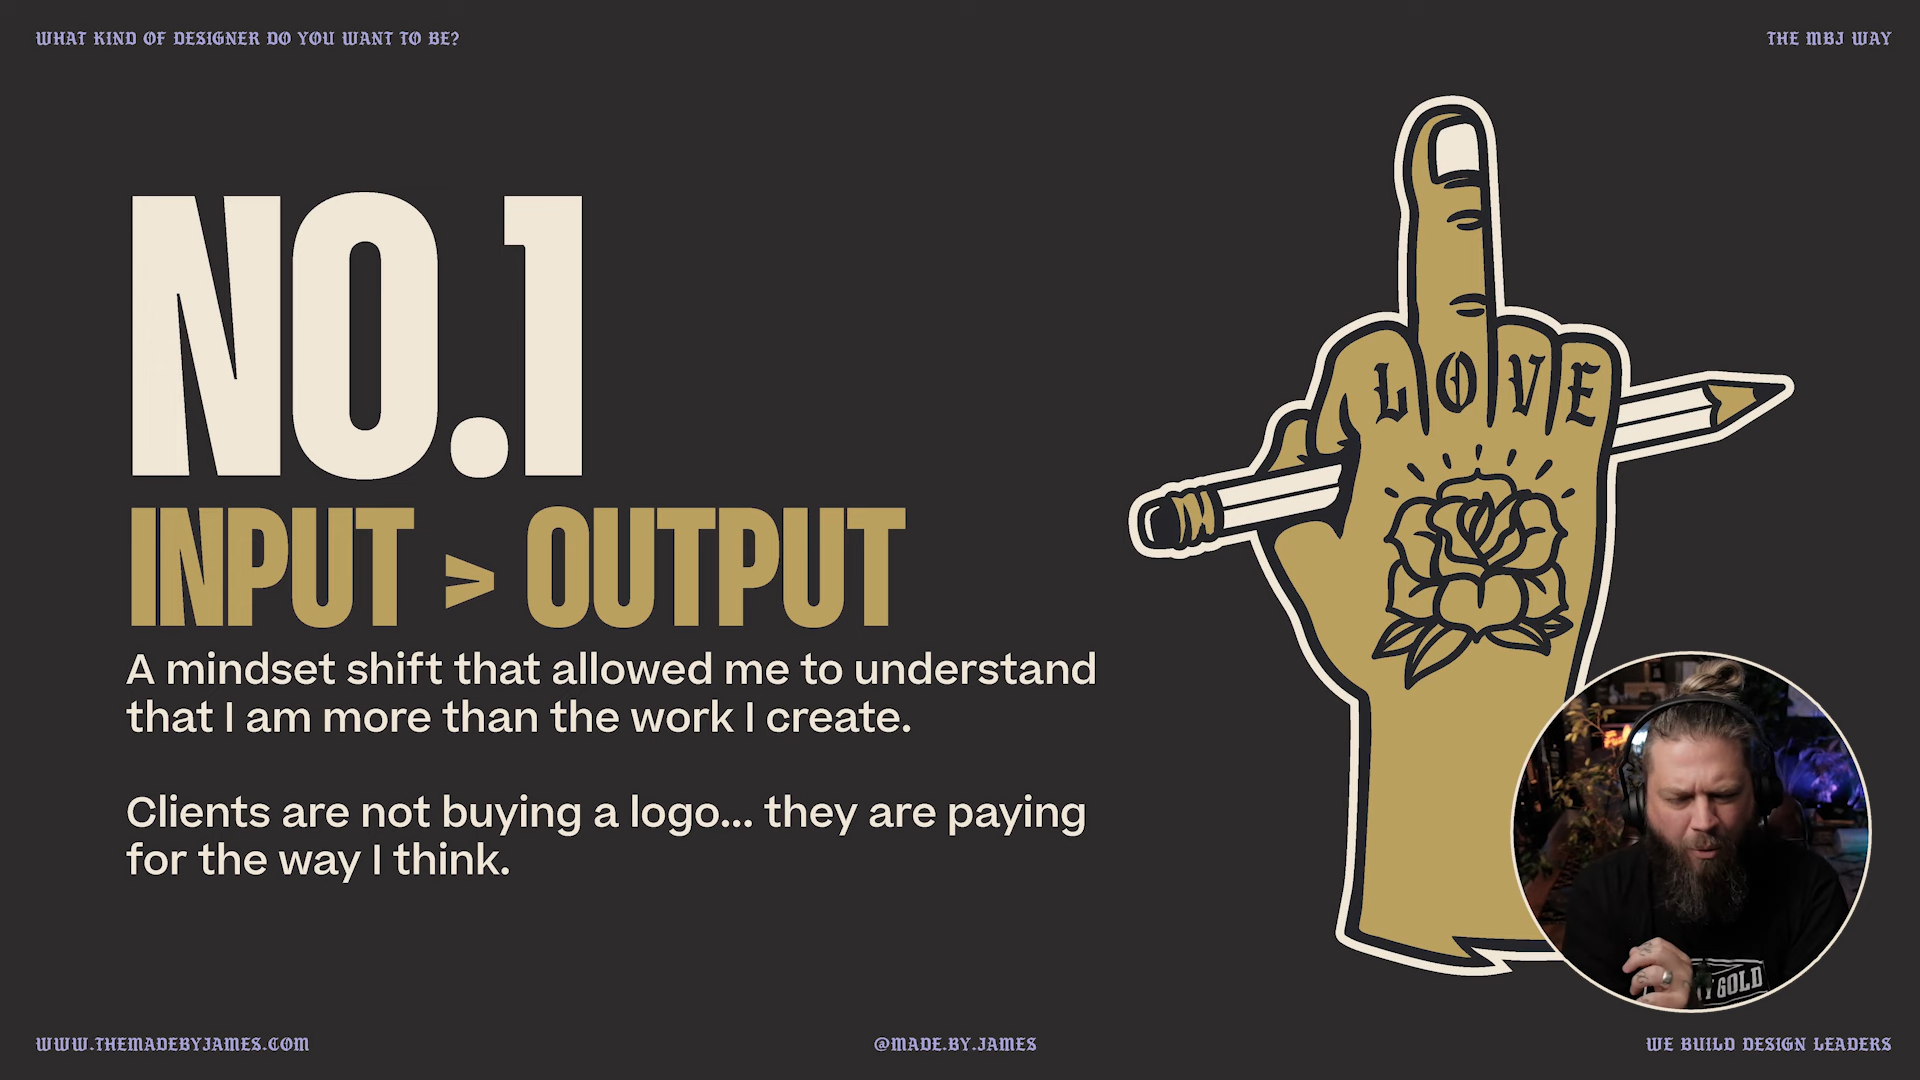 WHAT KIND OF DESIGNER DO YOU WANT TO BE?
THE MBJ WAY
NO.1
INPUT > OUTPUT
A mindset shift that allowed me to understand
that I am more than the work I create.
Clients are not buying a logo... they are paying
for the way I think.
LOVE
GOLD
WWW.THEMADEBYJAMES.COM
@MADE.BY.JAMES
WE BUILD DESIGN LEADERS